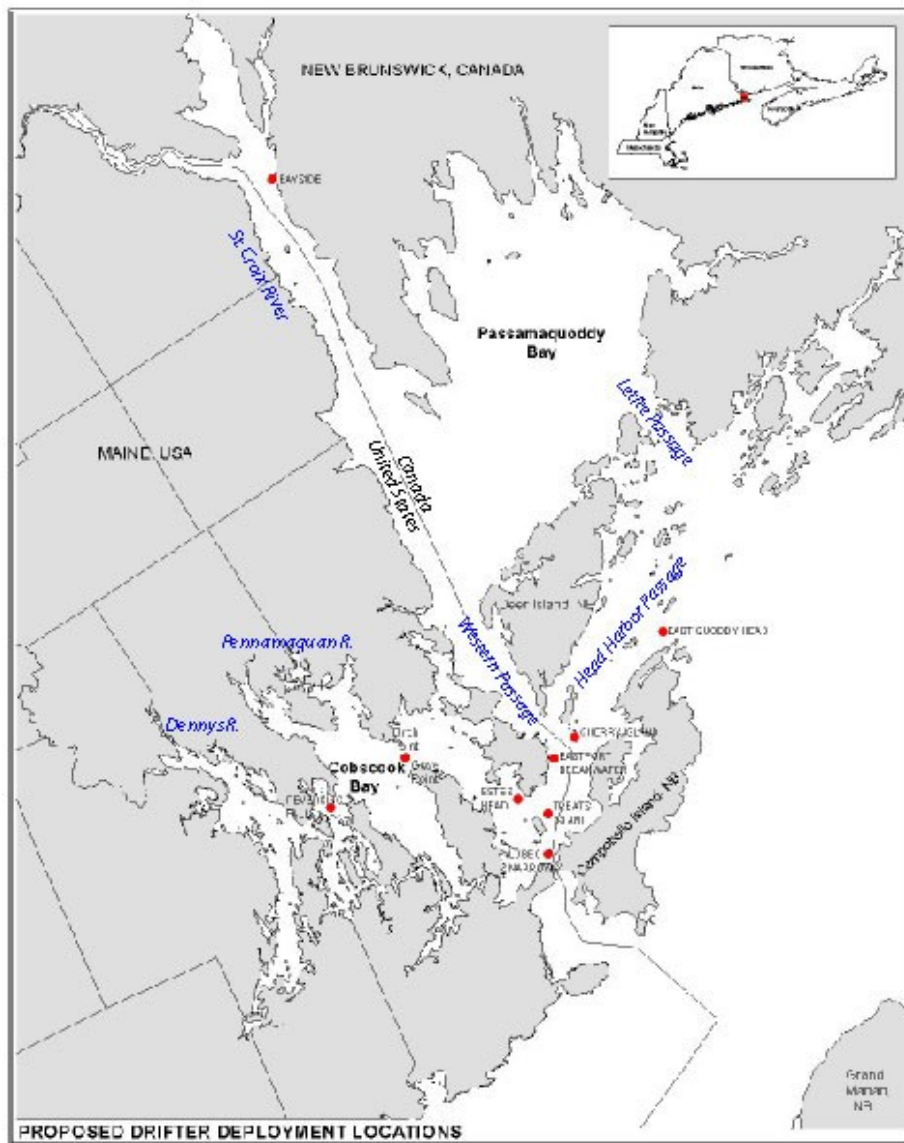 NEW BRUNSWICK, CANADA
BAYSIDE
St. Croix River
Passamaquoddy
Bay
Letite Passage
MAINE, USA
Canada
United States
Deer Island, NB
Head Harbor Passage
Western Passage
EAST QUODDY HEAD
Pennamaquan R.
Dennys R.
CHERRY ISLAND
Point
Gove
Point
Cobscook
Bay
EASTPORT
BREAKWATER
ESTES
HEAD
TREATS
ISLAND
LUBEC
NARROWS
Campobello Island, NB
Grand
Manan,
NB
PROPOSED DRIFTER DEPLOYMENT LOCATIONS